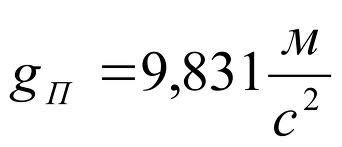 g_П = 9,831 м/с²